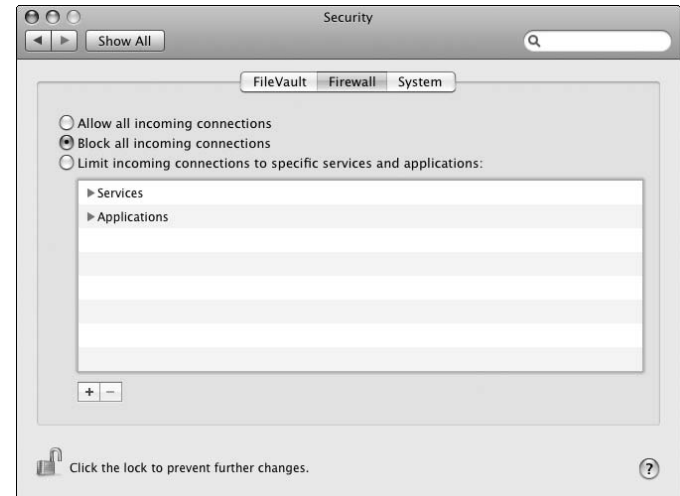 Security
Show All
FileVault Firewall System
Allow all incoming connections
Block all incoming connections
Limit incoming connections to specific services and applications:
Services
Applications
+ −
Click the lock to prevent further changes.
?